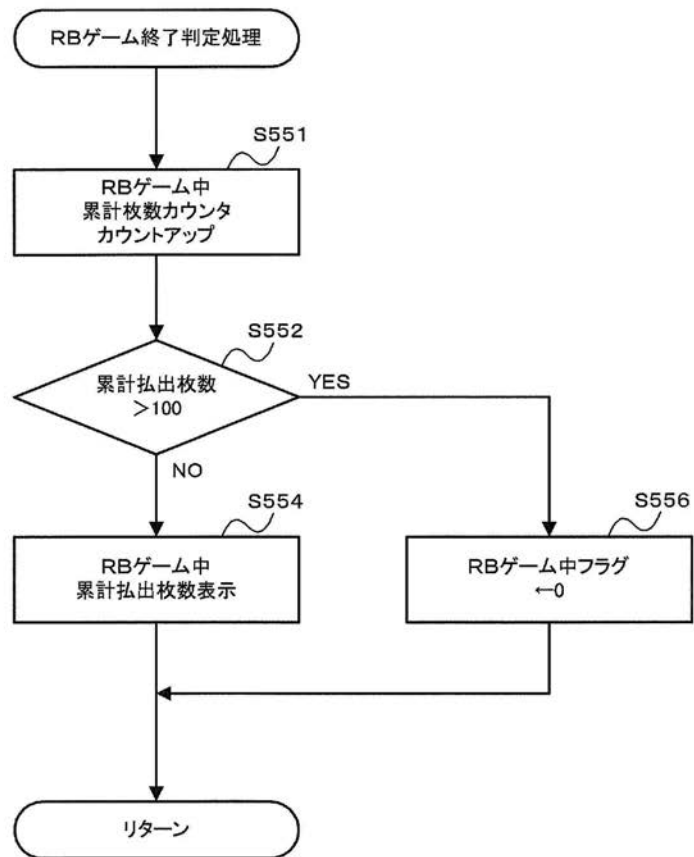 RBゲーム終了判定処理
S551
RBゲーム中
累計枚数カウンタ
カウントアップ
S552
累計払出枚数
＞100
YES
NO
S554
RBゲーム中
累計払出枚数表示
S556
RBゲーム中フラグ
←0
リターン